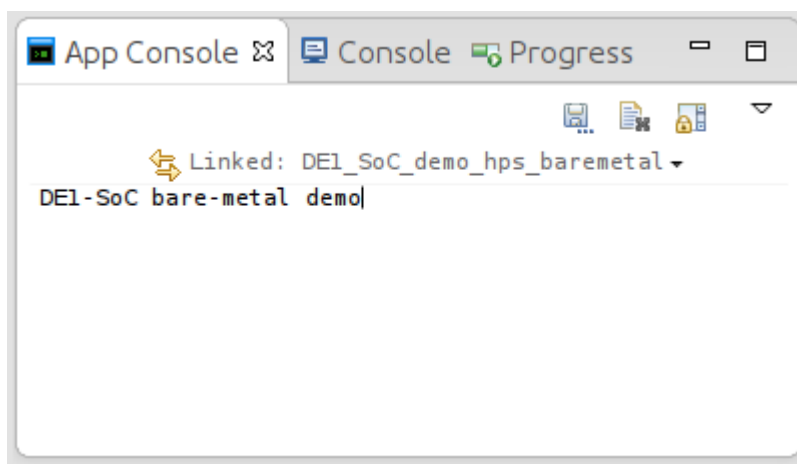 App Console Console Progress
Linked: DE1_SoC_demo_hps_baremetal
DE1-SoC bare-metal demo